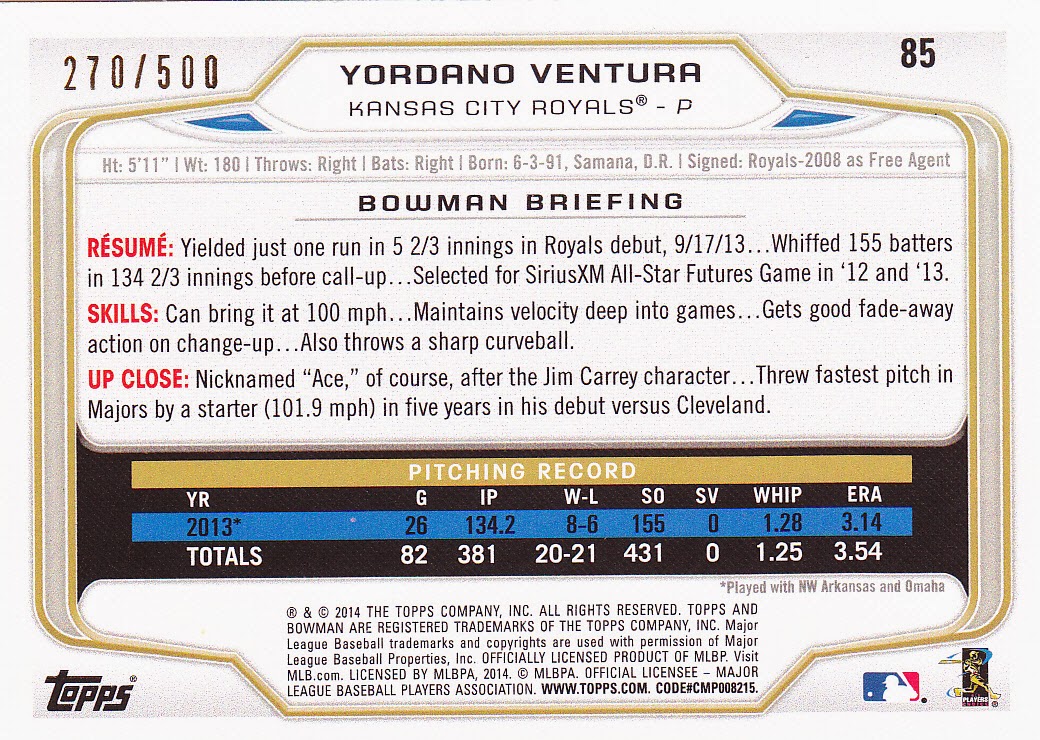 270/500
85
YORDANO VENTURA
KANSAS CITY ROYALS® - P
Ht: 5'11" | Wt: 180 | Throws: Right | Bats: Right | Born: 6-3-91, Samana, D.R. | Signed: Royals-2008 as Free Agent
BOWMAN BRIEFING
RÉSUMÉ: Yielded just one run in 5 2/3 innings in Royals debut, 9/17/13...Whiffed 155 batters
in 134 2/3 innings before call-up...Selected for SiriusXM All-Star Futures Game in '12 and '13.
SKILLS: Can bring it at 100 mph...Maintains velocity deep into games...Gets good fade-away
action on change-up...Also throws a sharp curveball.
UP CLOSE: Nicknamed "Ace," of course, after the Jim Carrey character...Threw fastest pitch in
Majors by a starter (101.9 mph) in five years in his debut versus Cleveland.
PITCHING RECORD
YR G IP W-L SO SV WHIP ERA
2013* 26 134.2 8-6 155 0 1.28 3.14
TOTALS 82 381 20-21 431 0 1.25 3.54
*Played with NW Arkansas and Omaha
® & © 2014 THE TOPPS COMPANY, INC. ALL RIGHTS RESERVED. TOPPS AND
BOWMAN ARE REGISTERED TRADEMARKS OF THE TOPPS COMPANY, INC. Major
League Baseball trademarks and copyrights are used with permission of Major
League Baseball Properties, Inc. OFFICIALLY LICENSED PRODUCT OF MLBP. Visit
MLB.com. LICENSED BY MLBPA, 2014. © MLBPA. OFFICIAL LICENSEE – MAJOR
LEAGUE BASEBALL PLAYERS ASSOCIATION. WWW.TOPPS.COM. CODE#CMP008215.
TOPPS®
PLAYERS
CHOICE